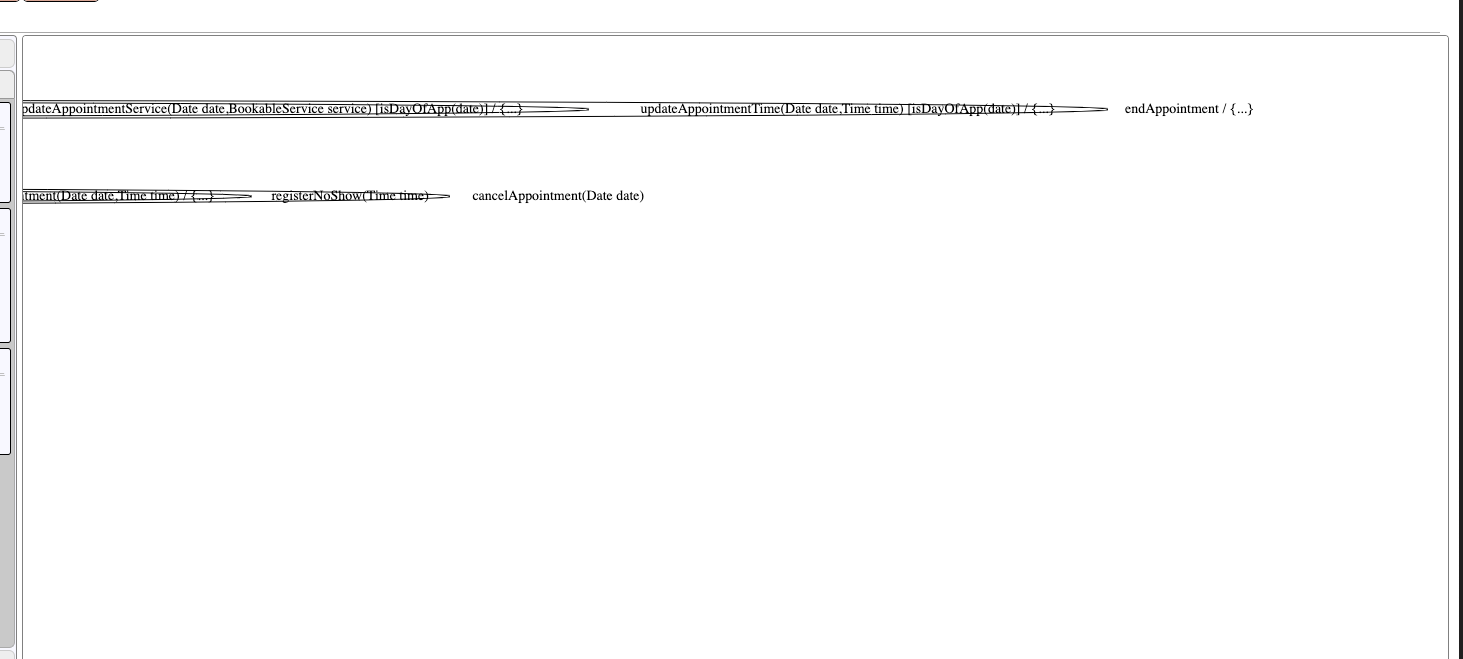 pdateAppointmentService(Date date,BookableService service) [isDayOfApp(date)] / {...} updateAppointmentTime(Date date,Time time) [isDayOfApp(date)] / {...} endAppointment / {...}
tment(Date date,Time time) / {...} registerNoShow(Time time) cancelAppointment(Date date)